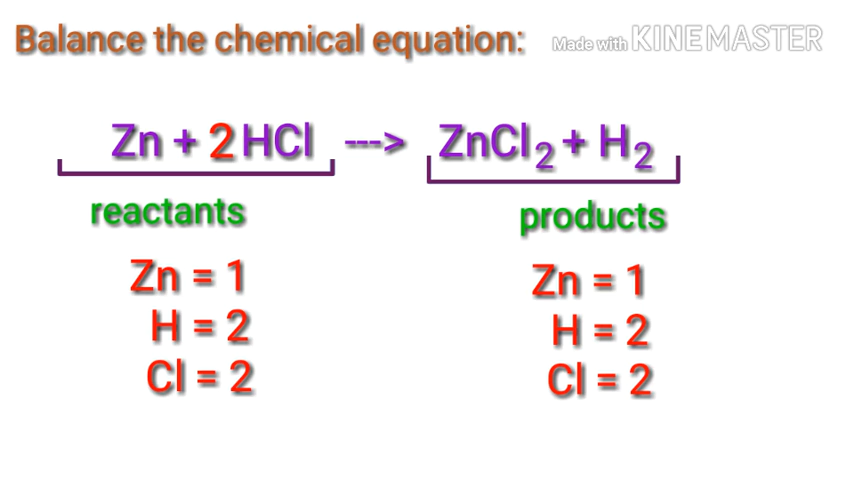 Balance the chemical equation:
Made with KINEMASTER
Zn + 2 HCl ---> ZnCl2 + H2
reactants products
Zn = 1 Zn = 1
H = 2 H = 2
Cl = 2 Cl = 2